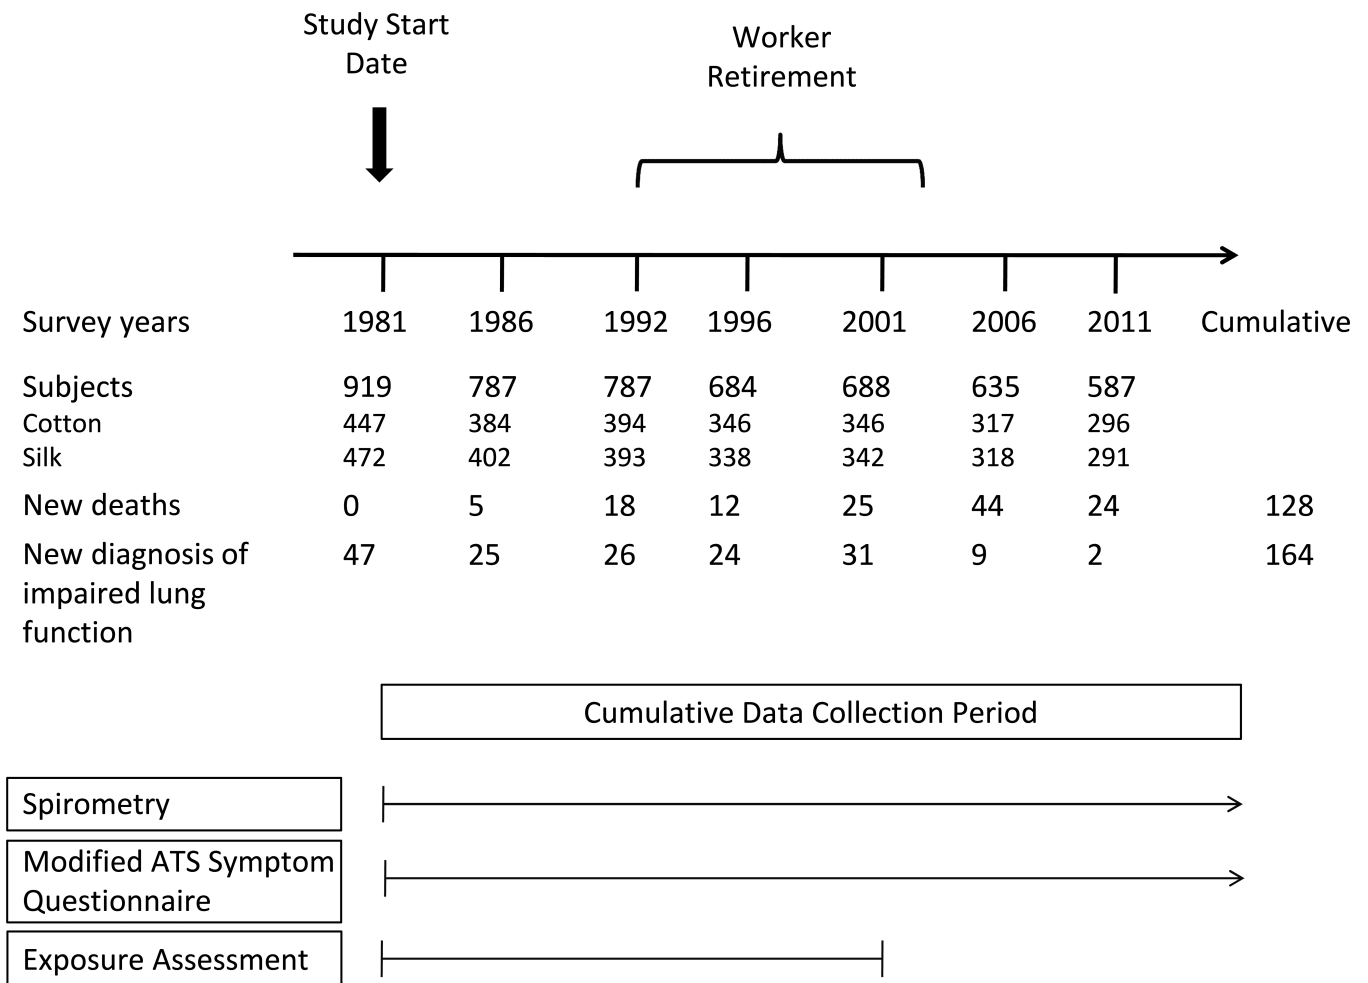 Study Start
Date
Worker
Retirement
Survey years 1981 1986 1992 1996 2001 2006 2011 Cumulative
Subjects 919 787 787 684 688 635 587
Cotton 447 384 394 346 346 317 296
Silk 472 402 393 338 342 318 291
New deaths 0 5 18 12 25 44 24 128
New diagnosis of 47 25 26 24 31 9 2 164
impaired lung
function
Cumulative Data Collection Period
Spirometry
Modified ATS Symptom
Questionnaire
Exposure Assessment